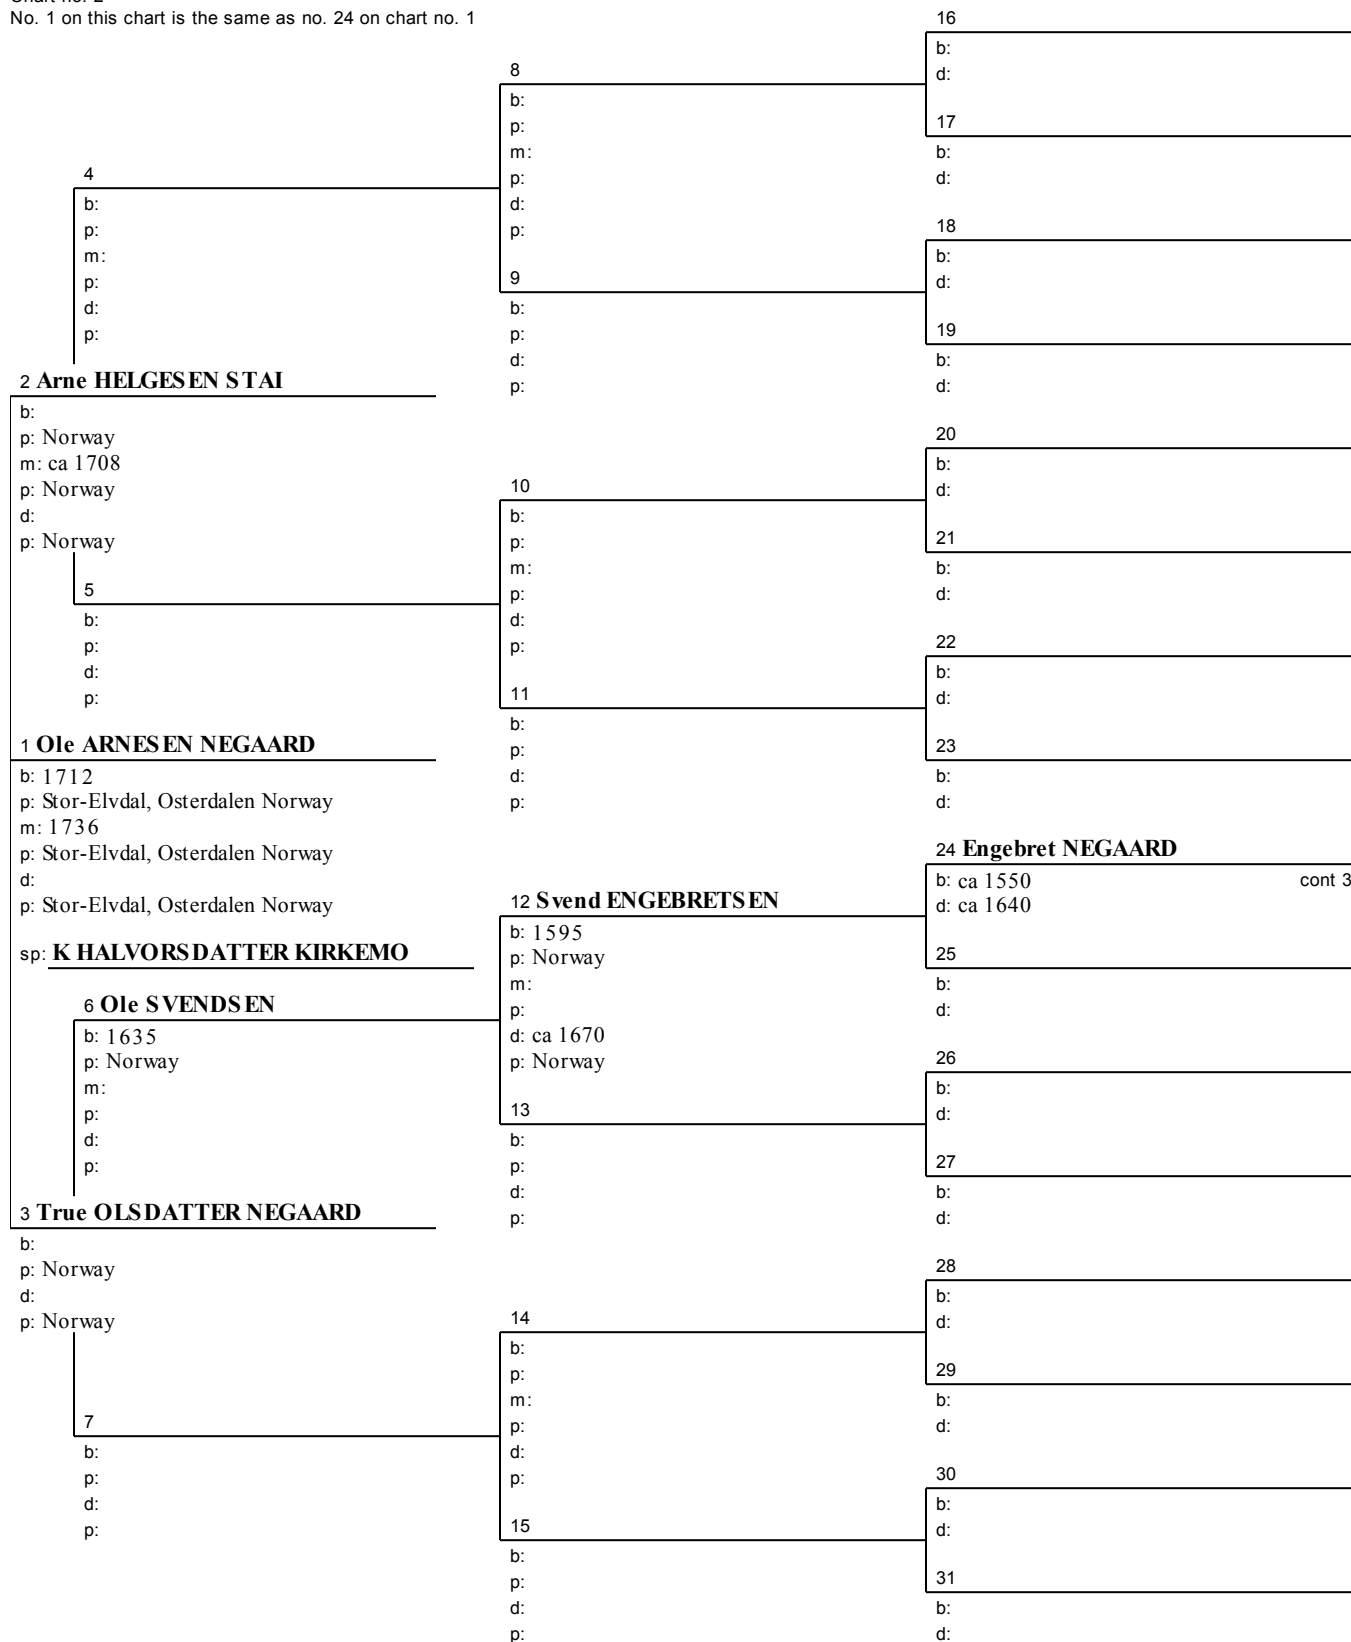 Chart no. 2
No. 1 on this chart is the same as no. 24 on chart no. 1
16
b:
d:
8
b:
p:
m:
p:
d:
p:
17
b:
d:
4
b:
p:
m:
p:
d:
p:
18
b:
d:
9
b:
p:
d:
p:
19
b:
d:
2 Arne HELGESEN STAI
b:
p: Norway
m: ca 1708
p: Norway
d:
p: Norway
20
b:
d:
10
b:
p:
m:
p:
d:
p:
21
b:
d:
5
b:
p:
d:
p:
22
b:
d:
11
b:
p:
d:
p:
23
b:
d:
1 Ole ARNESEN NEGAARD
b: 1712
p: Stor-Elvdal, Osterdalen Norway
m: 1736
p: Stor-Elvdal, Osterdalen Norway
d:
p: Stor-Elvdal, Osterdalen Norway
sp: K HALVORSDATTER KIRKEMO
24 Engebret NEGAARD
b: ca 1550 cont 3
d: ca 1640
12 Svend ENGEBRETSEN
b: 1595
p: Norway
m:
p:
d: ca 1670
p: Norway
25
b:
d:
6 Ole SVENDSEN
b: 1635
p: Norway
m:
p:
d:
p:
26
b:
d:
13
b:
p:
d:
p:
27
b:
d:
3 True OLSDATTER NEGAARD
b:
p: Norway
d:
p: Norway
28
b:
d:
14
b:
p:
m:
p:
d:
p:
29
b:
d:
7
b:
p:
d:
p:
30
b:
d:
15
b:
p:
d:
p:
31
b:
d: